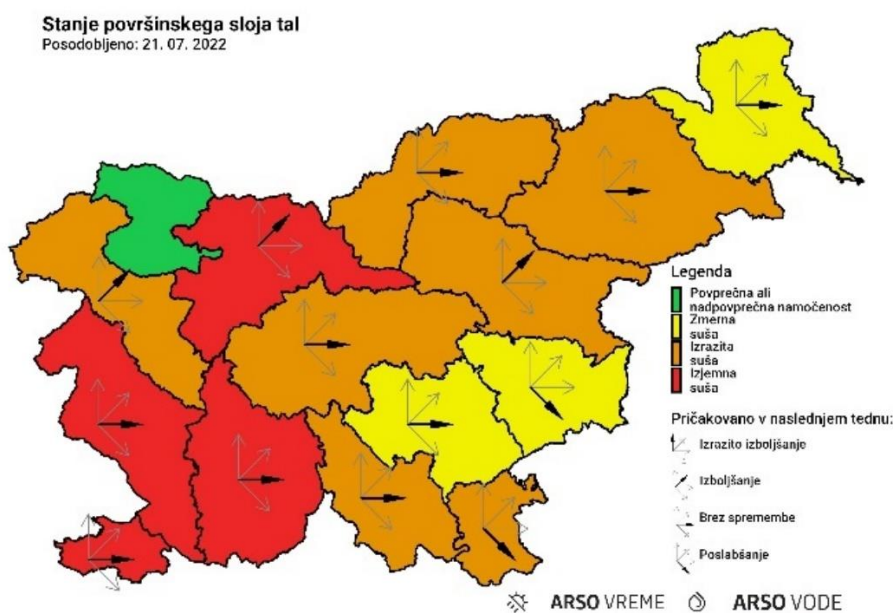 Stanje površinskega sloja tal
Posodobljeno: 21. 07. 2022
Legenda
Povprečna ali
nadpovprečna namočenost
Zmerna
suša
Izrazita
suša
Izjemna
suša
Pričakovano v naslednjem tednu:
Izrazito izboljšanje
Izboljšanje
Brez spremembe
Poslabšanje
ARSO VREME
ARSO VODE